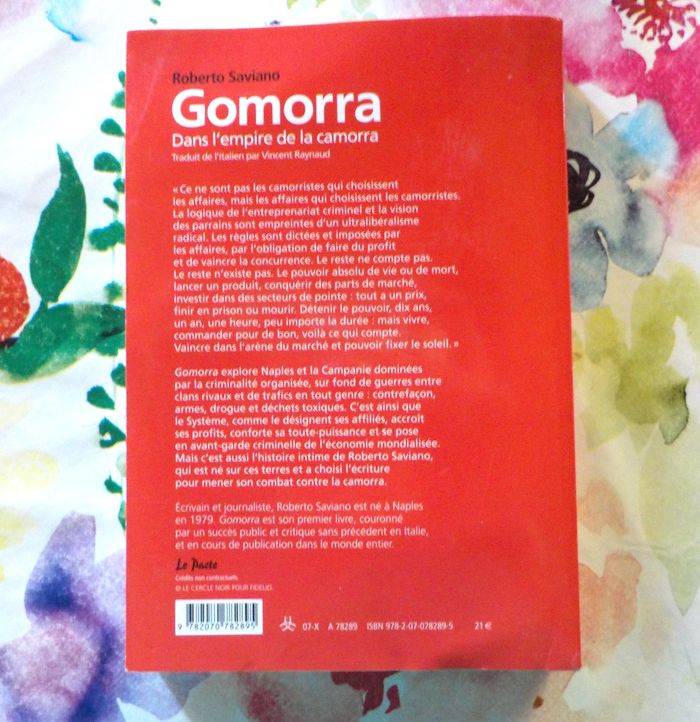 Roberto Saviano
Gomorra
Dans l'empire de la camorra
Traduit de l'italien par Vincent Raynaud
« Ce ne sont pas les camorristes qui choisissent
les affaires, mais les affaires qui choisissent les camorristes.
La logique de l'entreprenariat criminel et la vision
des parrains sont empreintes d'un ultralibéralisme
radical. Les règles sont dictées et imposées par
les affaires, par l'obligation de faire du profit
et de vaincre la concurrence. Le reste ne compte pas.
Le reste n'existe pas. Le pouvoir absolu de vie ou de mort,
lancer un produit, conquérir des parts de marché,
investir dans des secteurs de pointe : tout a un prix,
finir en prison ou mourir. Détenir le pouvoir, dix ans,
un an, une heure, peu importe la durée : mais vivre,
commander pour de bon, voilà ce qui compte.
Vaincre dans l'arène du marché et pouvoir fixer le soleil. »
Gomorra explore Naples et la Campanie dominées
par la criminalité organisée, sur fond de guerres entre
clans rivaux et de trafics en tout genre : contrefaçon,
armes, drogue et déchets toxiques. C'est ainsi que
le Système, comme le désignent ses affiliés, accroît
ses profits, conforte sa toute-puissance et se pose
en avant-garde criminelle de l'économie mondialisée.
Mais c'est aussi l'histoire intime de Roberto Saviano,
qui est né sur ces terres et a choisi l'écriture
pour mener son combat contre la camorra.
Écrivain et journaliste, Roberto Saviano est né à Naples
en 1979. Gomorra est son premier livre, couronné
par un succès public et critique sans précédent en Italie,
et en cours de publication dans le monde entier.
Le Pacte
Crédits non contractuels.
© LE CERCLE NOIR POUR FIDELIO.
9 782070 782895
07-X A 78289 ISBN 978-2-07-078289-5 21 €